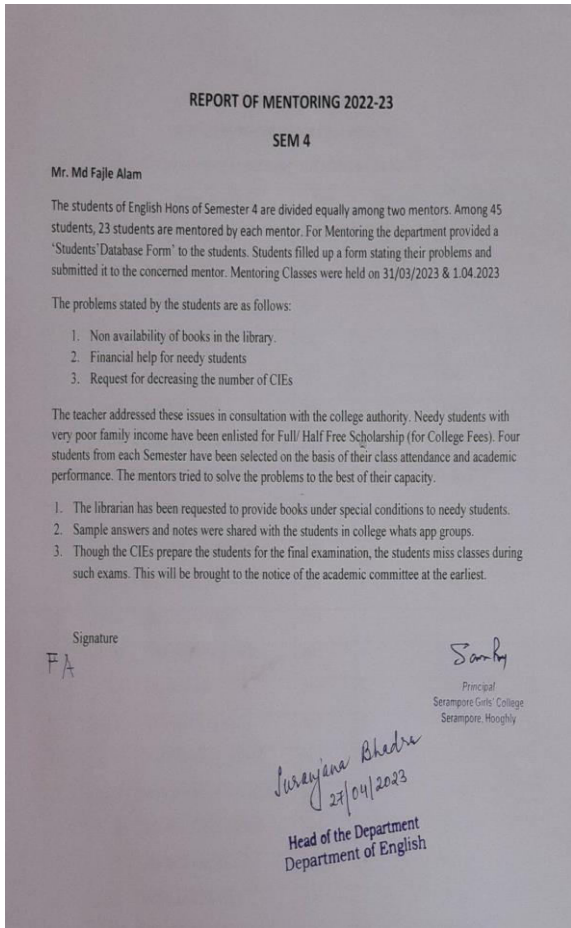 REPORT OF MENTORING 2022-23
SEM 4
Mr. Md Fajle Alam
The students of English Hons of Semester 4 are divided equally among two mentors. Among 45
students, 23 students are mentored by each mentor. For Mentoring the department provided a
'Students'Database Form' to the students. Students filled up a form stating their problems and
submitted it to the concerned mentor. Mentoring Classes were held on 31/03/2023 & 1.04.2023
The problems stated by the students are as follows:
1. Non availability of books in the library.
2. Financial help for needy students
3. Request for decreasing the number of CIEs
The teacher addressed these issues in consultation with the college authority. Needy students with
very poor family income have been enlisted for Full/ Half Free Scholarship (for College Fees). Four
students from each Semester have been selected on the basis of their class attendance and academic
performance. The mentors tried to solve the problems to the best of their capacity.
1. The librarian has been requested to provide books under special conditions to needy students.
2. Sample answers and notes were shared with the students in college whats app groups.
3. Though the CIEs prepare the students for the final examination, the students miss classes during
such exams. This will be brought to the notice of the academic committee at the earliest.
Signature
FA
Principal
Serampore Girls' College
Serampore, Hooghly
Suranjana Bhadra
27/04/2023
Head of the Department
Department of English